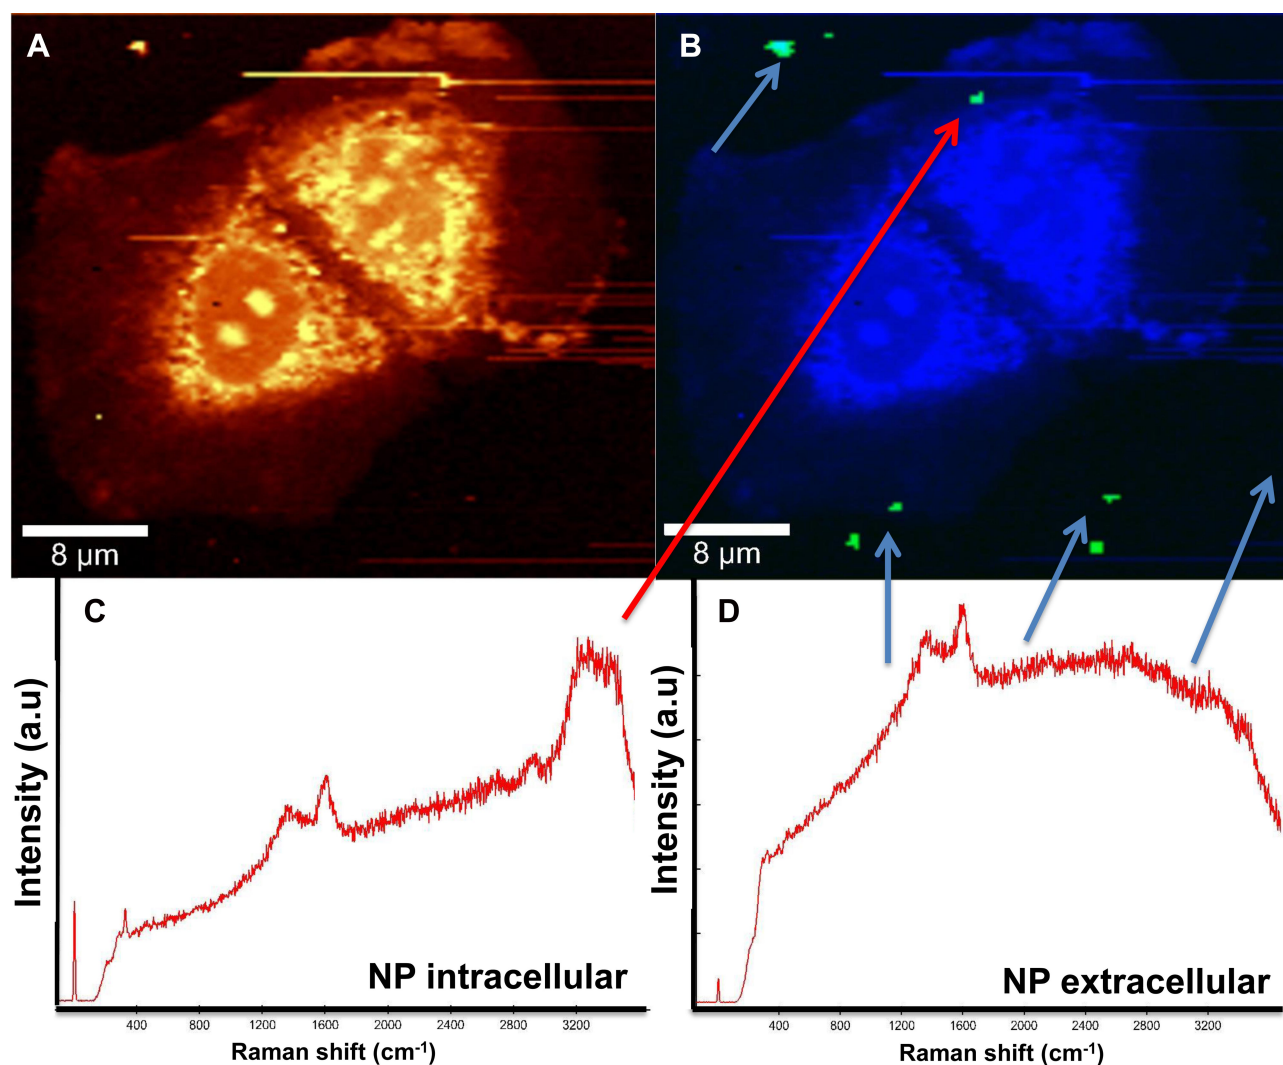 A
B
8 µm
8 µm
C
D
Intensity (a.u)
Intensity (a.u)
NP intracellular
NP extracellular
400 800 1200 1600 2000 2400 2800 3200
400 800 1200 1600 2000 2400 2800 3200
Raman shift (cm-1)
Raman shift (cm-1)